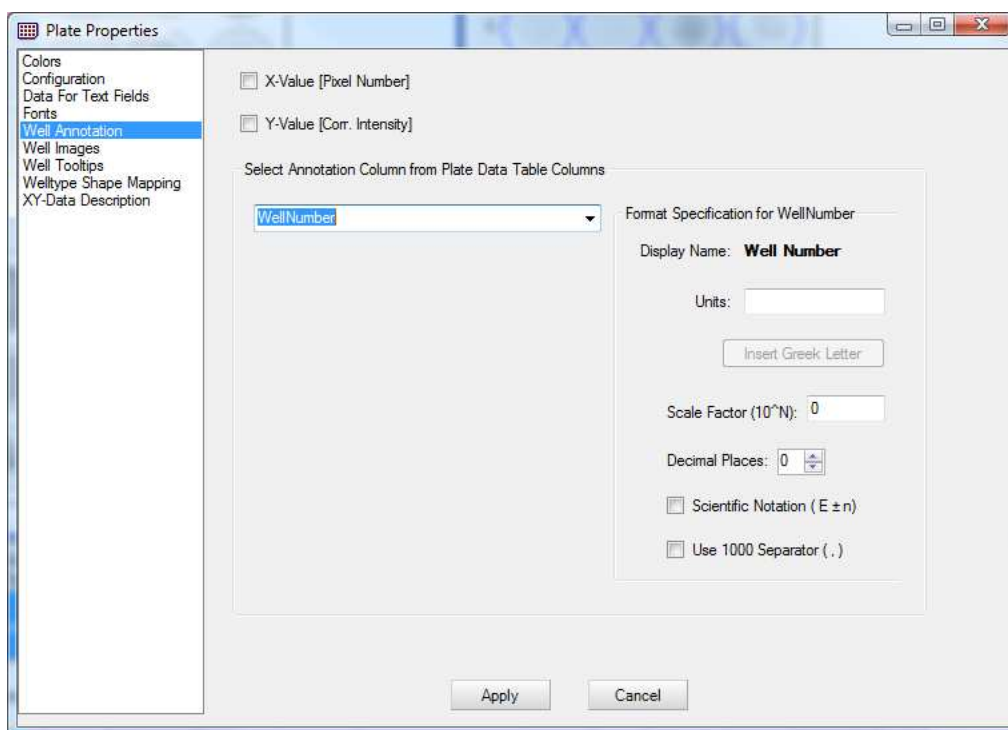 Plate Properties
Colors
Configuration
Data For Text Fields
Fonts
Well Annotation
Well Images
Well Tooltips
Welltype Shape Mapping
XY-Data Description
X-Value [Pixel Number]
Y-Value [Corr. Intensity]
Select Annotation Column from Plate Data Table Columns
WellNumber
Format Specification for WellNumber
Display Name: Well Number
Units:
Insert Greek Letter
Scale Factor (10^N): 0
Decimal Places: 0
Scientific Notation ( E ± n)
Use 1000 Separator ( , )
Apply Cancel